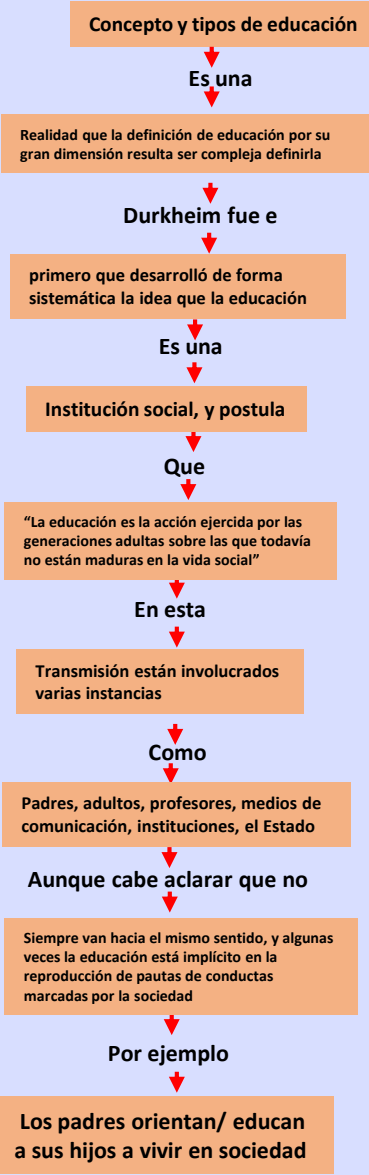 Concepto y tipos de educación
Es una
Realidad que la definición de educación por su
gran dimensión resulta ser compleja definirla
Durkheim fue e
primero que desarrolló de forma
sistemática la idea que la educación
Es una
Institución social, y postula
Que
“La educación es la acción ejercida por las
generaciones adultas sobre las que todavía
no están maduras en la vida social”
En esta
Transmisión están involucrados
varias instancias
Como
Padres, adultos, profesores, medios de
comunicación, instituciones, el Estado
Aunque cabe aclarar que no
Siempre van hacia el mismo sentido, y algunas
veces la educación está implícito en la
reproducción de pautas de conductas
marcadas por la sociedad
Por ejemplo
Los padres orientan/ educan
a sus hijos a vivir en sociedad